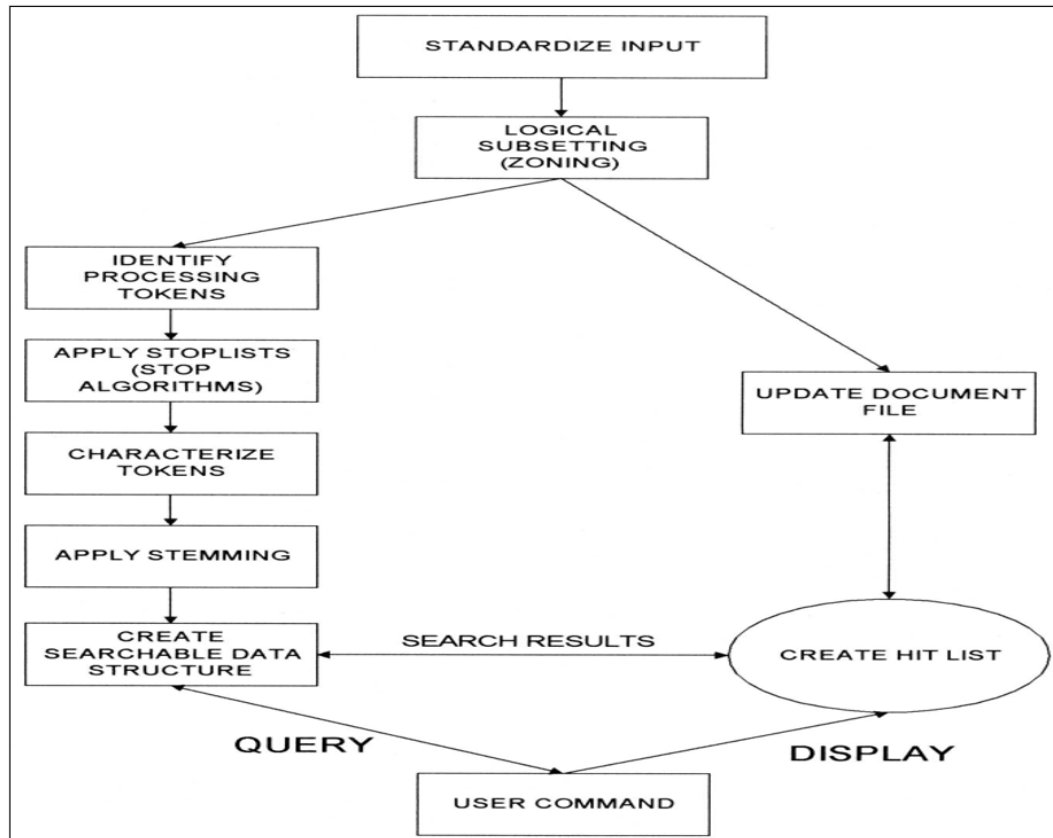 STANDARDIZE INPUT
LOGICAL
SUBSETTING
(ZONING)
IDENTIFY
PROCESSING
TOKENS
APPLY STOPLISTS
(STOP
ALGORITHMS)
UPDATE DOCUMENT
FILE
CHARACTERIZE
TOKENS
APPLY STEMMING
CREATE
SEARCHABLE DATA
STRUCTURE
SEARCH RESULTS
CREATE HIT LIST
QUERY
DISPLAY
USER COMMAND